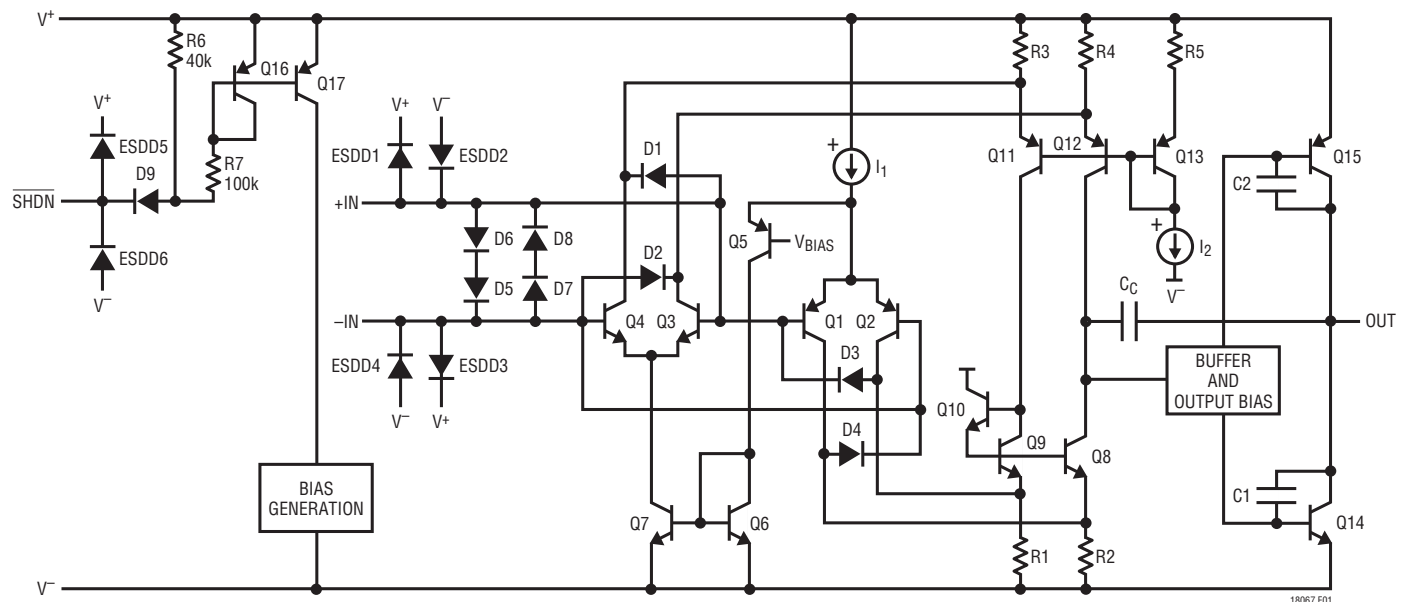 V+
R6
40k
Q16
Q17
V+
ESDD5
D9
R7
100k
SHDN
ESDD6
V–
V+
V–
ESDD1
ESDD2
D1
+IN
D6
D8
D2
D5
D7
–IN
Q4
Q3
ESDD4
ESDD3
V–
V+
+
I1
Q5
VBIAS
Q1
Q2
D3
D4
R3
R4
R5
Q11
Q12
Q13
+
I2
V–
CC
C2
Q15
OUT
BUFFER
AND
OUTPUT BIAS
Q10
Q9
Q8
C1
Q14
BIAS
GENERATION
Q7
Q6
R1
R2
V–
18067 F01